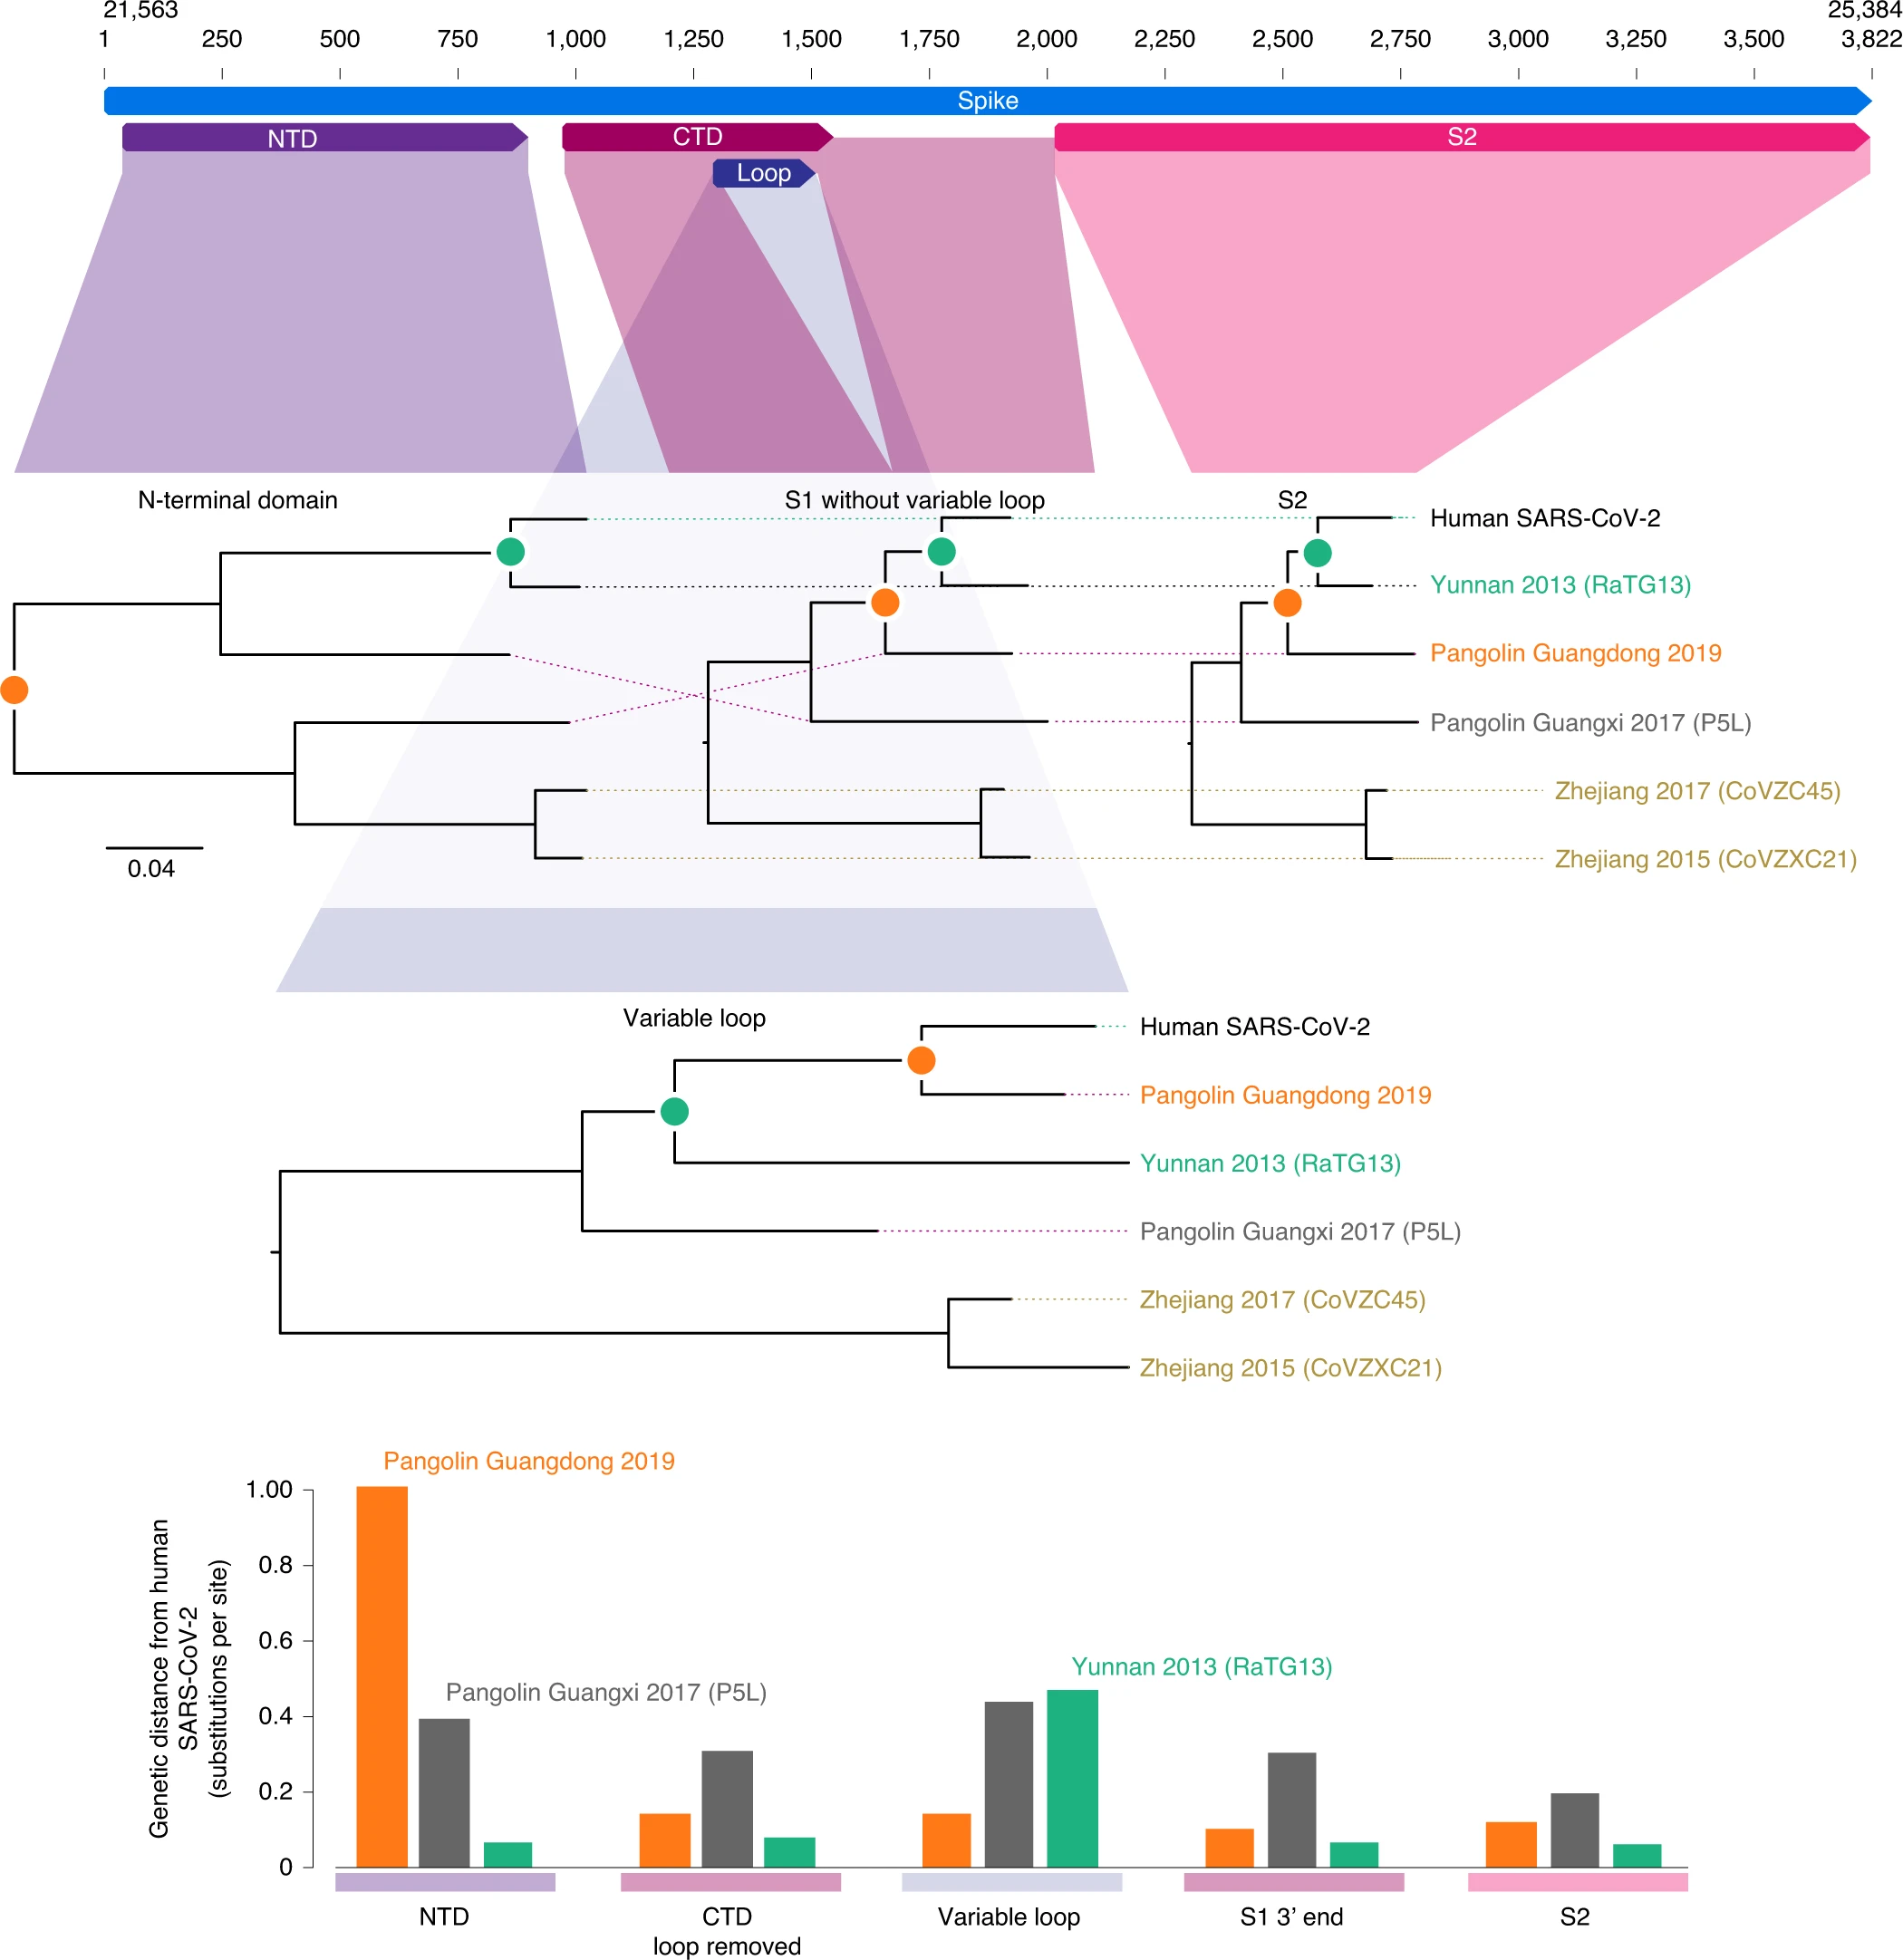 21,563 25,384
1 250 500 750 1,000 1,250 1,500 1,750 2,000 2,250 2,500 2,750 3,000 3,250 3,500 3,822
Spike
NTD CTD S2
Loop
N-terminal domain S1 without variable loop S2
Human SARS-CoV-2
Yunnan 2013 (RaTG13)
Pangolin Guangdong 2019
Pangolin Guangxi 2017 (P5L)
Zhejiang 2017 (CoVZC45)
Zhejiang 2015 (CoVZXC21)
0.04
Variable loop
Human SARS-CoV-2
Pangolin Guangdong 2019
Yunnan 2013 (RaTG13)
Pangolin Guangxi 2017 (P5L)
Zhejiang 2017 (CoVZC45)
Zhejiang 2015 (CoVZXC21)
Genetic distance from human
SARS-CoV-2
(substitutions per site)
1.00
0.8
0.6
0.4
0.2
0
Pangolin Guangdong 2019
Pangolin Guangxi 2017 (P5L)
Yunnan 2013 (RaTG13)
NTD CTD Variable loop S1 3’ end S2
loop removed